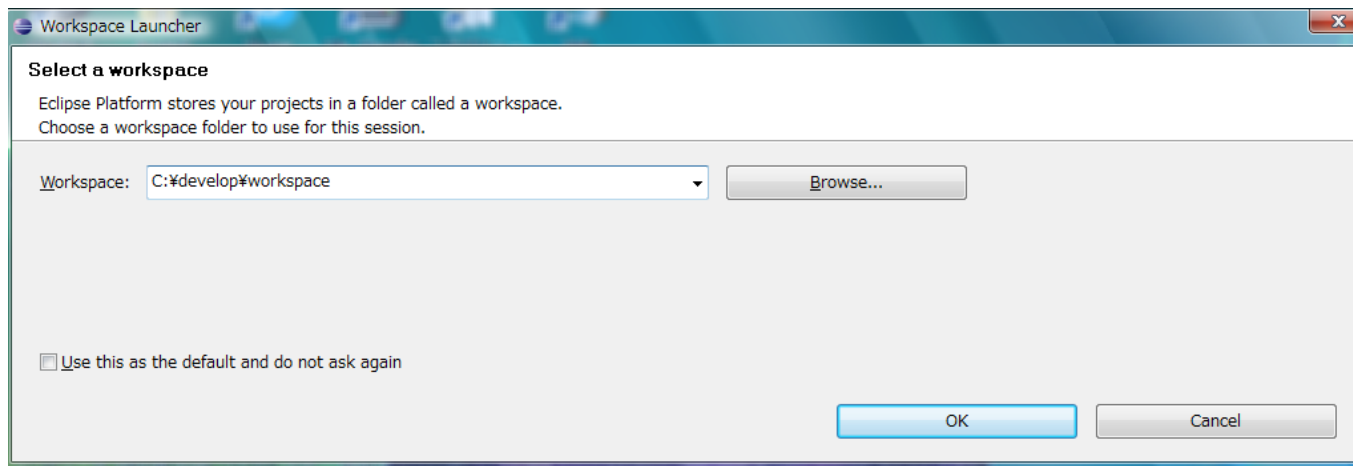 Workspace Launcher
Select a workspace
Eclipse Platform stores your projects in a folder called a workspace.
Choose a workspace folder to use for this session.
Workspace: C:¥develop¥workspace Browse...
Use this as the default and do not ask again
OK Cancel